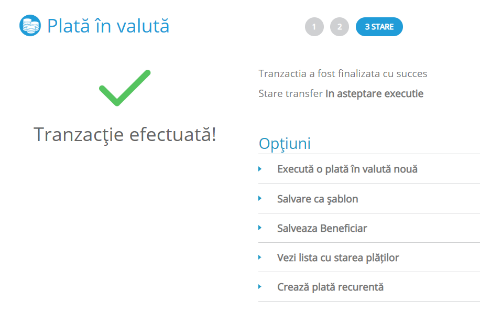 Plată în valută
1 2 3 STARE
Tranzactia a fost finalizata cu succes
Stare transfer In asteptare executie
Tranzacţie efectuată!
Opţiuni
Execută o plată în valută nouă
Salvare ca şablon
Salveaza Beneficiar
Vezi lista cu starea plăţilor
Crează plată recurentă